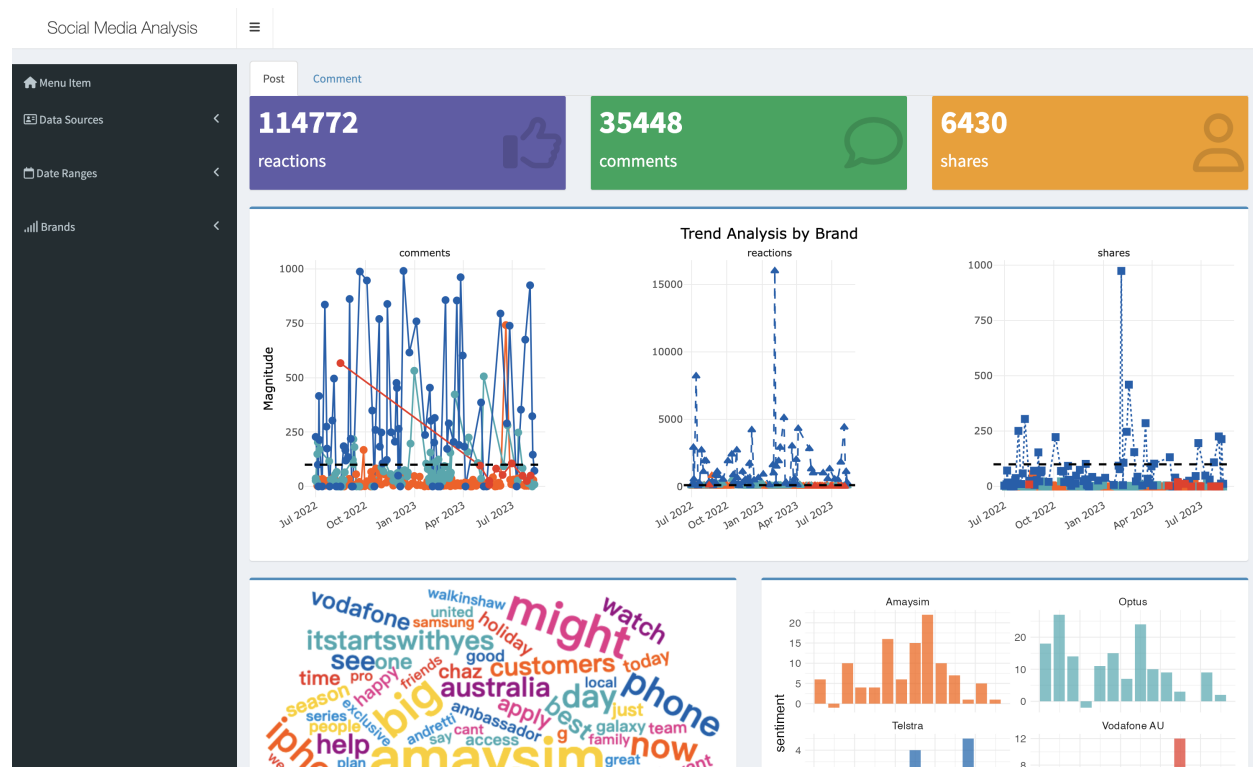 Social Media Analysis
Menu Item
Data Sources
Date Ranges
Brands
Post Comment
114772
reactions
35448
comments
6430
shares
Trend Analysis by Brand
comments
reactions
shares
Magnitude
1000
750
500
250
0
Jul 2022
Oct 2022
Jan 2023
Apr 2023
Jul 2023
15000
10000
5000
0
Jul 2022
Oct 2022
Jan 2023
Apr 2023
Jul 2023
1000
750
500
250
0
Jul 2022
Oct 2022
Jan 2023
Apr 2023
Jul 2023
vodafone
walkinshaw
united
samsung
holiday
might
watch
itstartswithyes
see
one
good
chaz
customers
today
time
pro
happy
friends
big
australia
local
phone
season
series
people
exclusive
andretti
ambassador
apply
best
day
just
galaxy
team
say
cant
access
g
family
now
help
plan
amaysim
great
Amaysim
20
15
10
5
0
Optus
20
10
0
sentiment
Telstra
4
Vodafone AU
12
8